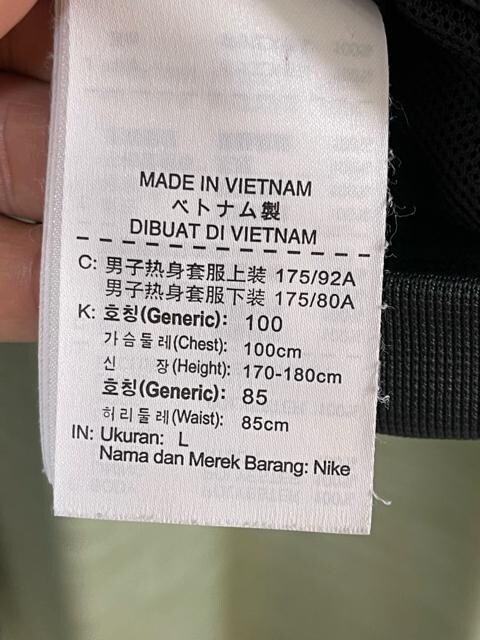 MADE IN VIETNAM
ベトナム製
DIBUAT DI VIETNAM
C: 男子热身套服上装 175/92A
男子热身套服下装 175/80A
K: 호칭(Generic): 100
가슴둘레(Chest): 100cm
신 장(Height): 170-180cm
호칭(Generic): 85
허리둘레(Waist): 85cm
IN: Ukuran: L
Nama dan Merek Barang: Nike